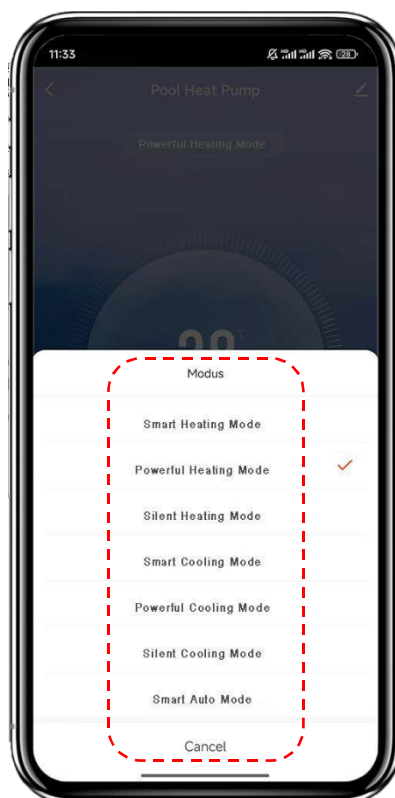 11:33
Pool Heat Pump
Powerful Heating Mode
Modus
Smart Heating Mode
Powerful Heating Mode
Silent Heating Mode
Smart Cooling Mode
Powerful Cooling Mode
Silent Cooling Mode
Smart Auto Mode
Cancel